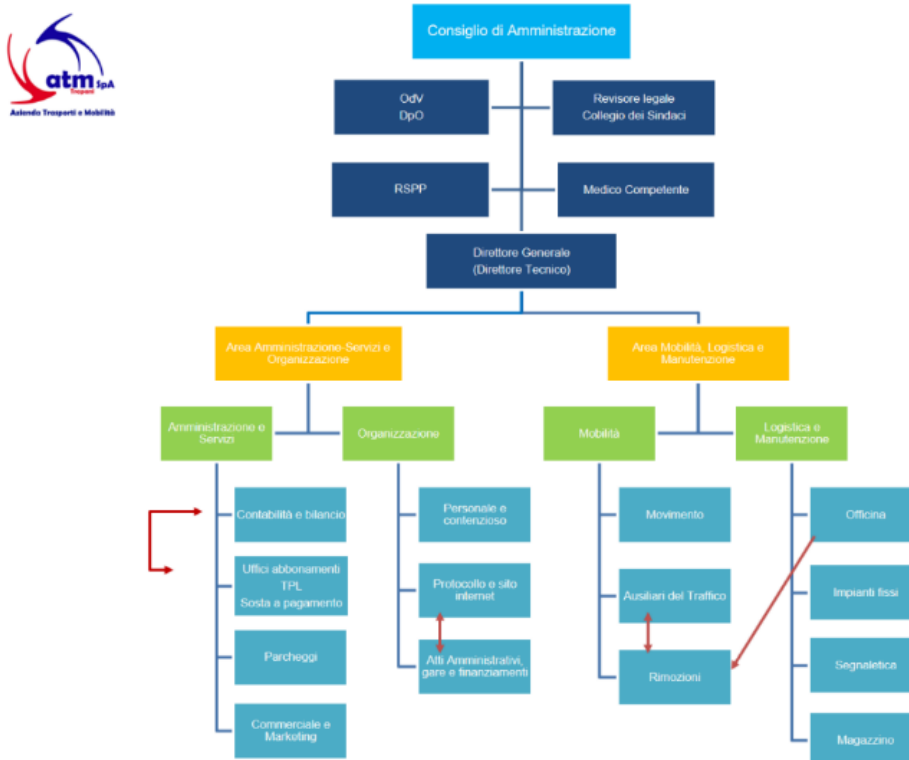 atm SpA
Trapani
Azienda Trasporti e Mobilità
Consiglio di Amministrazione
OdV
DpO
Revisore legale
Collegio dei Sindaci
RSPP
Medico Competente
Direttore Generale
(Direttore Tecnico)
Area Amministrazione-Servizi e
Organizzazione
Area Mobilità, Logistica e
Manutenzione
Amministrazione e
Servizi
Organizzazione
Mobilità
Logistica e
Manutenzione
Contabilità e bilancio
Personale e
contenzioso
Movimento
Officina
Uffici abbonamenti
TPL
Sosta a pagamento
Protocollo e sito
internet
Ausiliari del Traffico
Impianti fissi
Parcheggi
Atti Amministrativi,
gare e finanziamenti
Rimozioni
Segnaletica
Commerciale e
Marketing
Magazzino